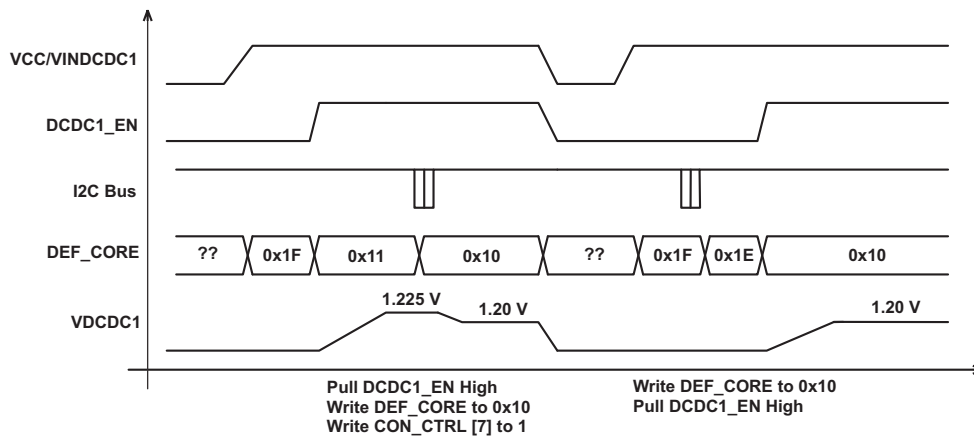 VCC/VINDCDC1
DCDC1_EN
I2C Bus
DEF_CORE
?? 0x1F 0x11 0x10 ?? 0x1F 0x1E 0x10
VDCDC1
1.225 V
1.20 V
1.20 V
Pull DCDC1_EN High
Write DEF_CORE to 0x10
Write CON_CTRL [7] to 1
Write DEF_CORE to 0x10
Pull DCDC1_EN High